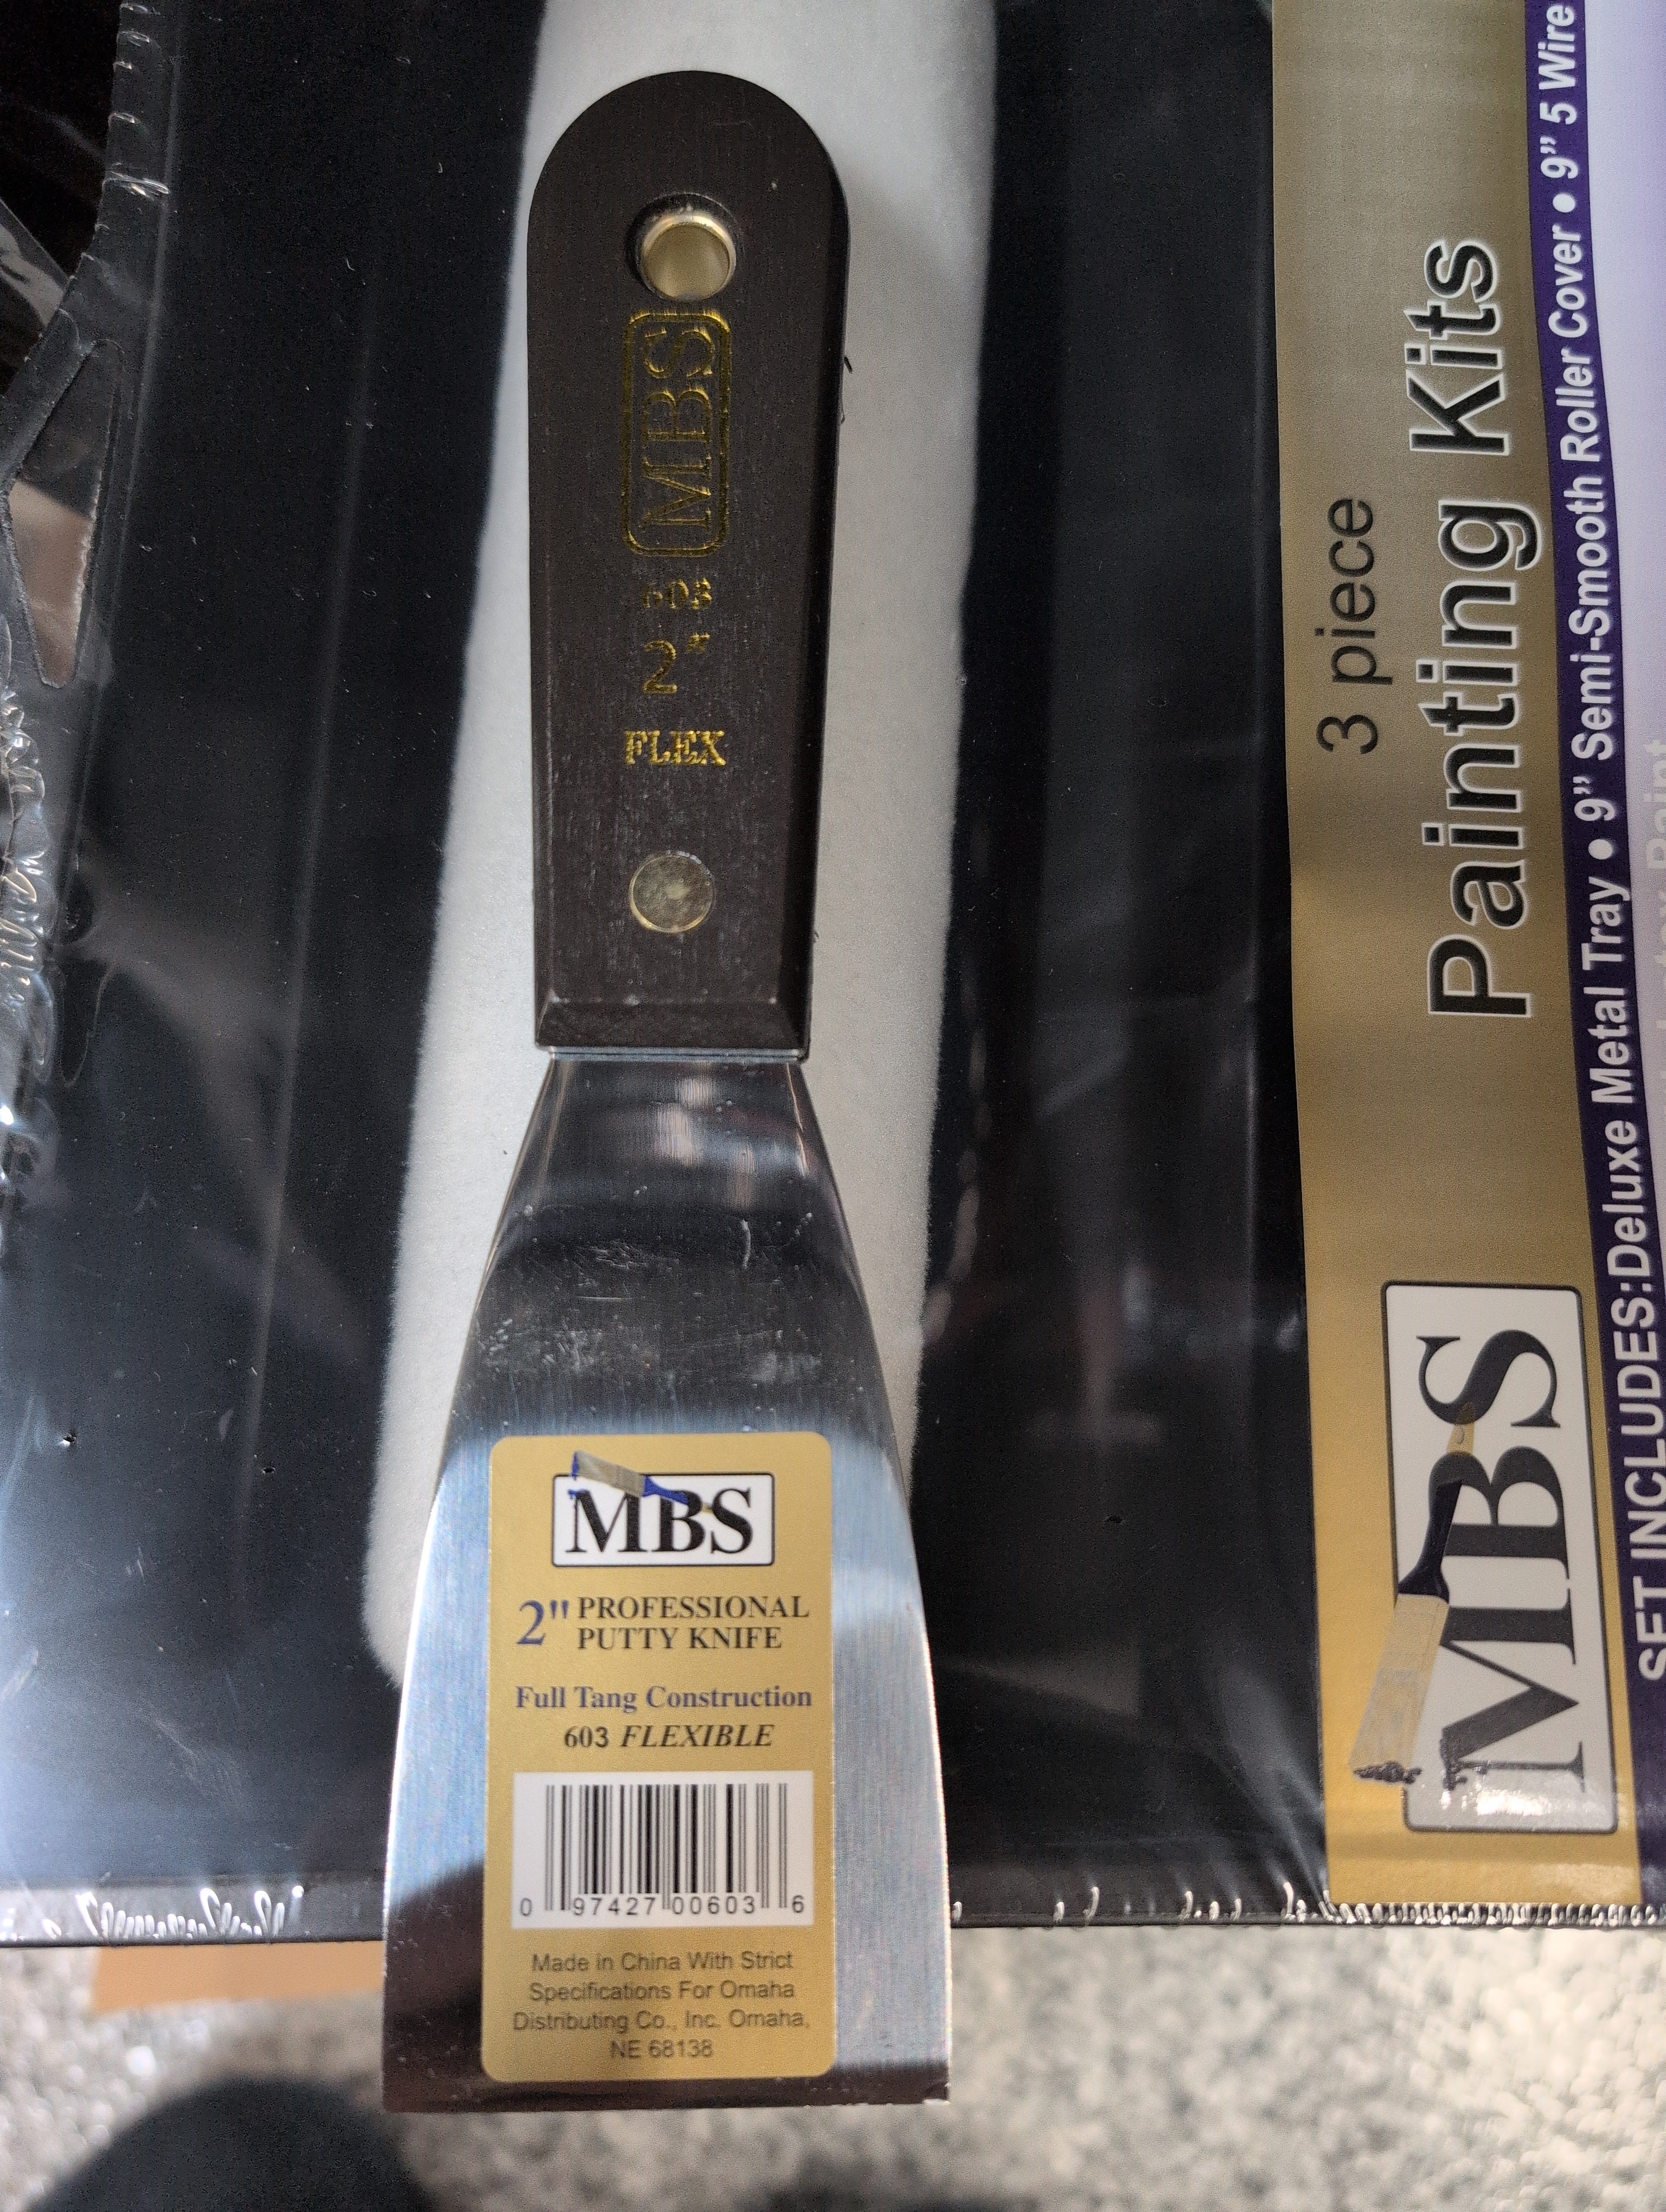 MBS
603
2"
FLEX
MBS
2" PROFESSIONAL
PUTTY KNIFE
Full Tang Construction
603 FLEXIBLE
0 97427 00603 6
Made in China With Strict
Specifications For Omaha
Distributing Co., Inc. Omaha,
NE 68138
MBS
3 piece
Painting Kits
SET INCLUDES:Deluxe Metal Tray • 9” Semi-Smooth Roller Cover • 9” 5 Wire
Paint